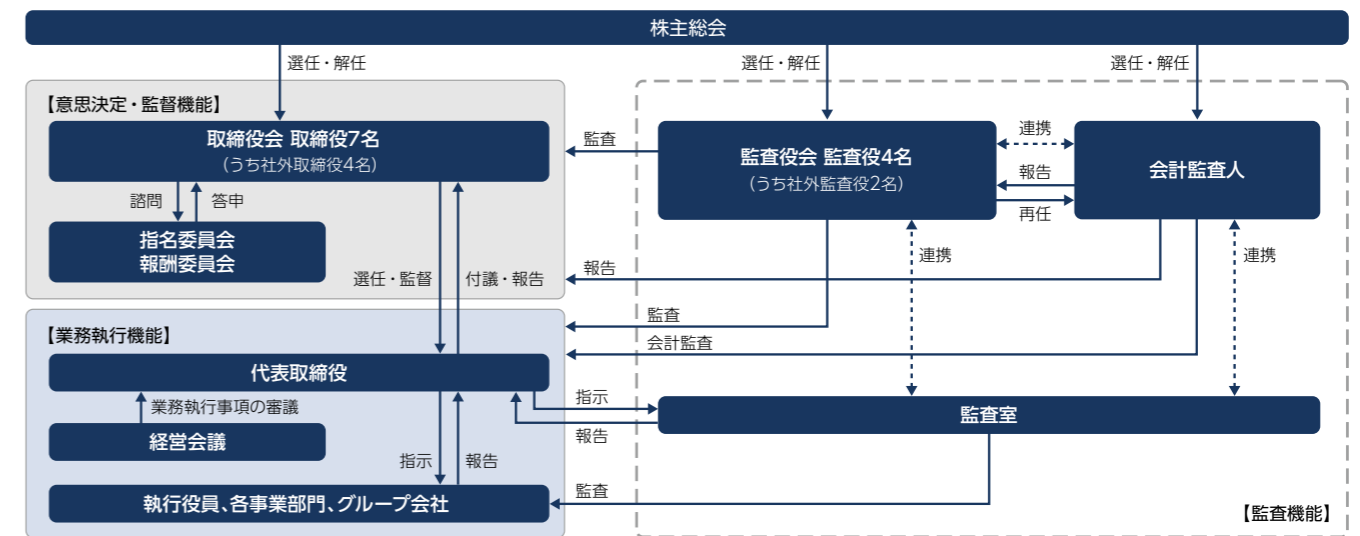 株主総会
選任・解任
選任・解任
選任・解任
【意思決定・監督機能】
取締役会 取締役7名
(うち社外取締役4名)
諮問
答申
指名委員会
報酬委員会
選任・監督
付議・報告
監査
監査役会 監査役4名
(うち社外監査役2名)
連携
報告
再任
会計監査人
連携
連携
報告
監査
会計監査
【業務執行機能】
代表取締役
業務執行事項の審議
経営会議
指示
報告
指示
報告
監査室
執行役員、各事業部門、グループ会社
監査
【監査機能】